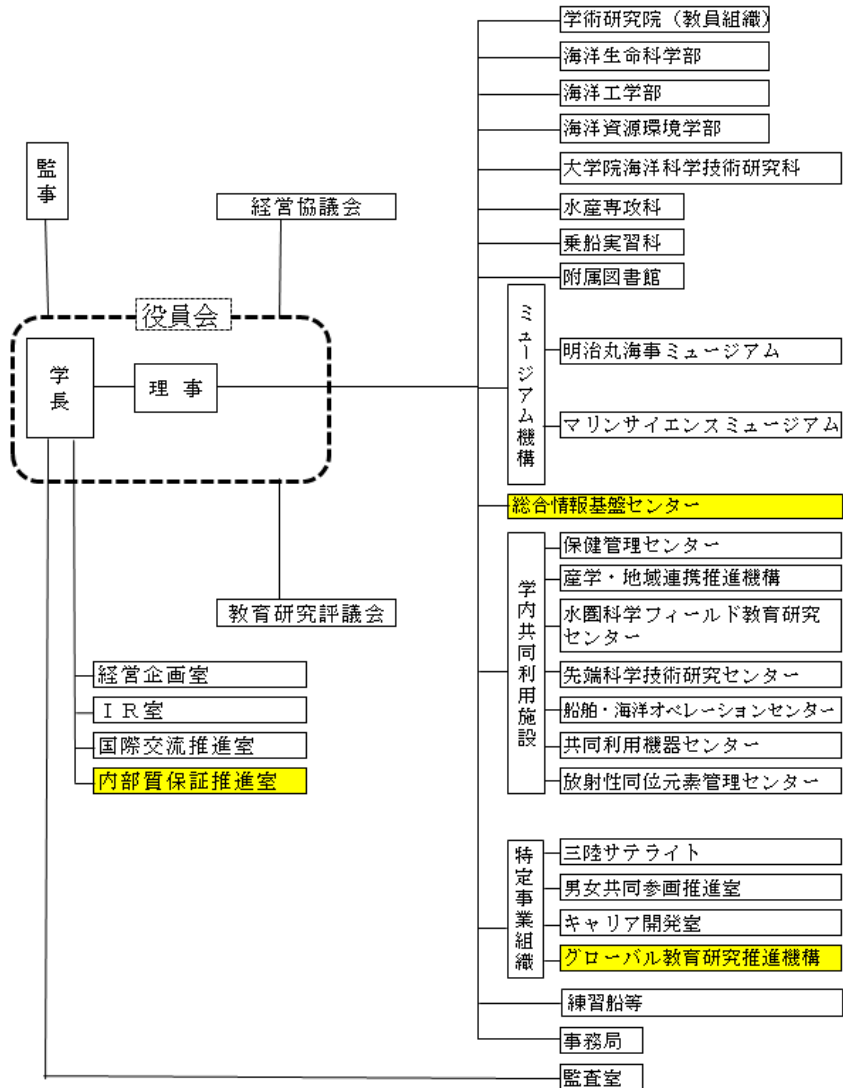 監事
経営協議会
役員会
学長
理事
教育研究評議会
経営企画室
ＩＲ室
国際交流推進室
内部質保証推進室
学術研究院（教員組織）
海洋生命科学部
海洋工学部
海洋資源環境学部
大学院海洋科学技術研究科
水産専攻科
乗船実習科
附属図書館
ミュージアム機構
明治丸海事ミュージアム
マリンサイエンスミュージアム
総合情報基盤センター
学内共同利用施設
保健管理センター
産学・地域連携推進機構
水圏科学フィールド教育研究
センター
先端科学技術研究センター
船舶・海洋オペレーションセンター
共同利用機器センター
放射性同位元素管理センター
特定事業組織
三陸サテライト
男女共同参画推進室
キャリア開発室
グローバル教育研究推進機構
練習船等
事務局
監査室